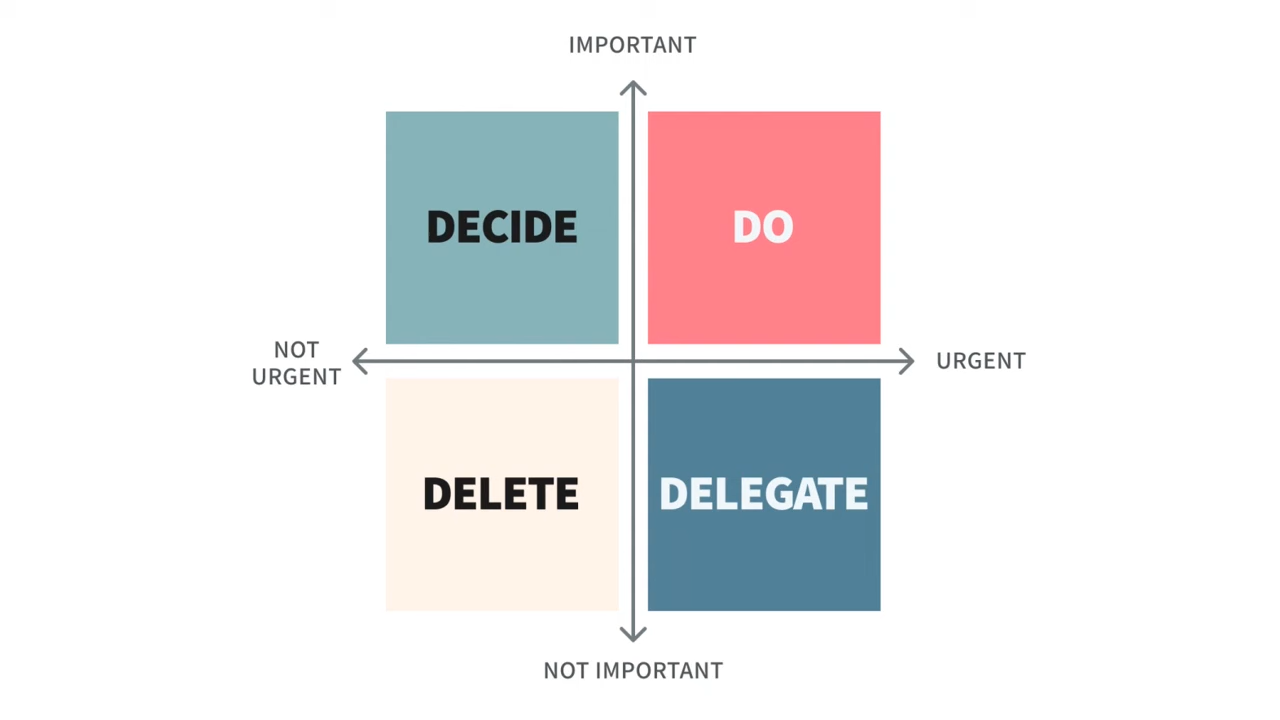 IMPORTANT
DECIDE
DO
NOT
URGENT
URGENT
DELETE
DELEGATE
NOT IMPORTANT